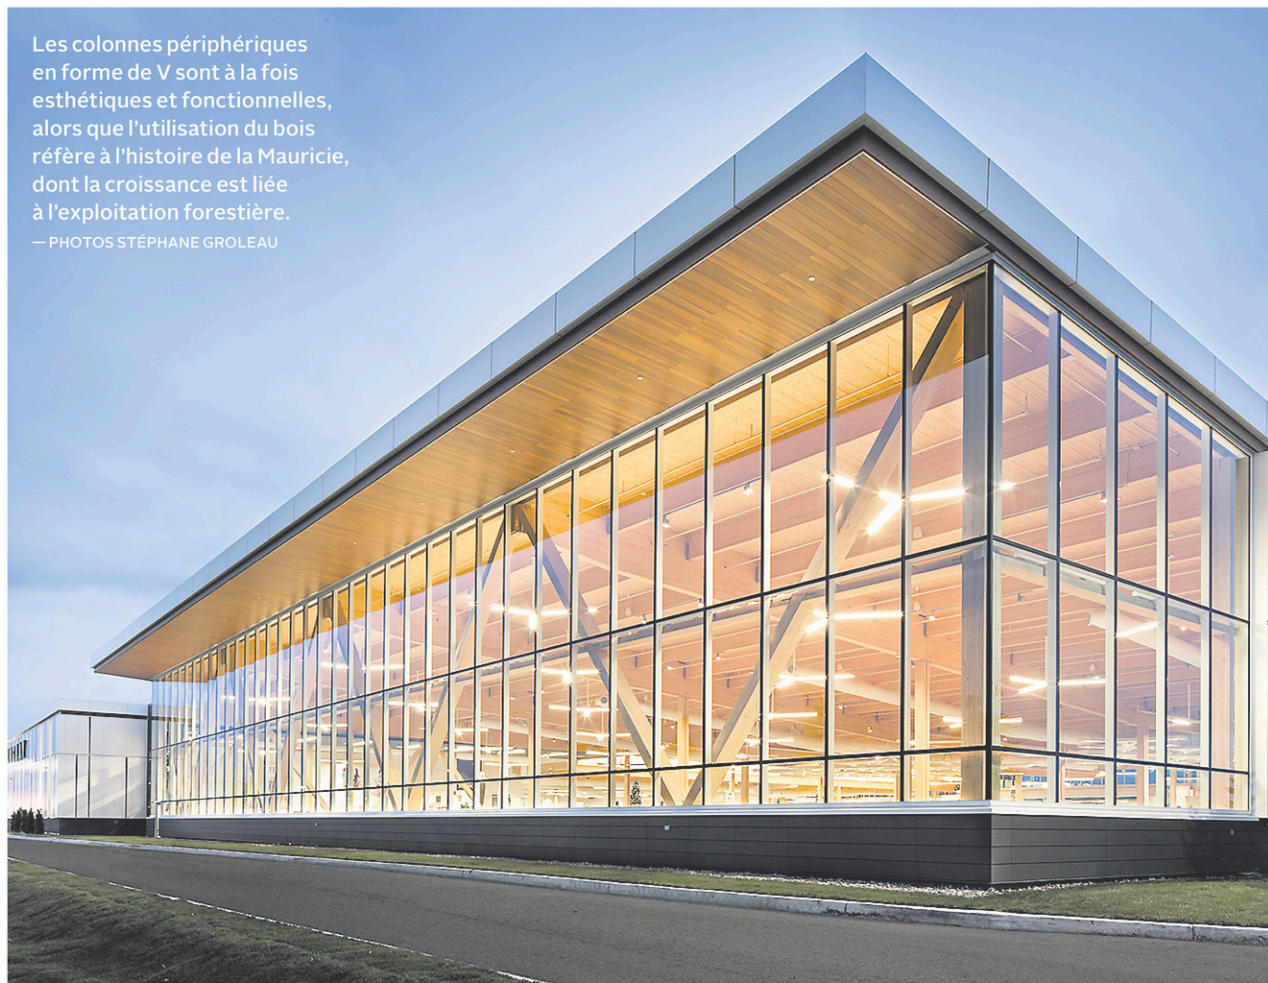 Les colonnes périphériques
en forme de V sont à la fois
esthétiques et fonctionnelles,
alors que l’utilisation du bois
réfère à l’histoire de la Mauricie,
dont la croissance est liée
à l’exploitation forestière.
— PHOTOS STÉPHANE GROLEAU